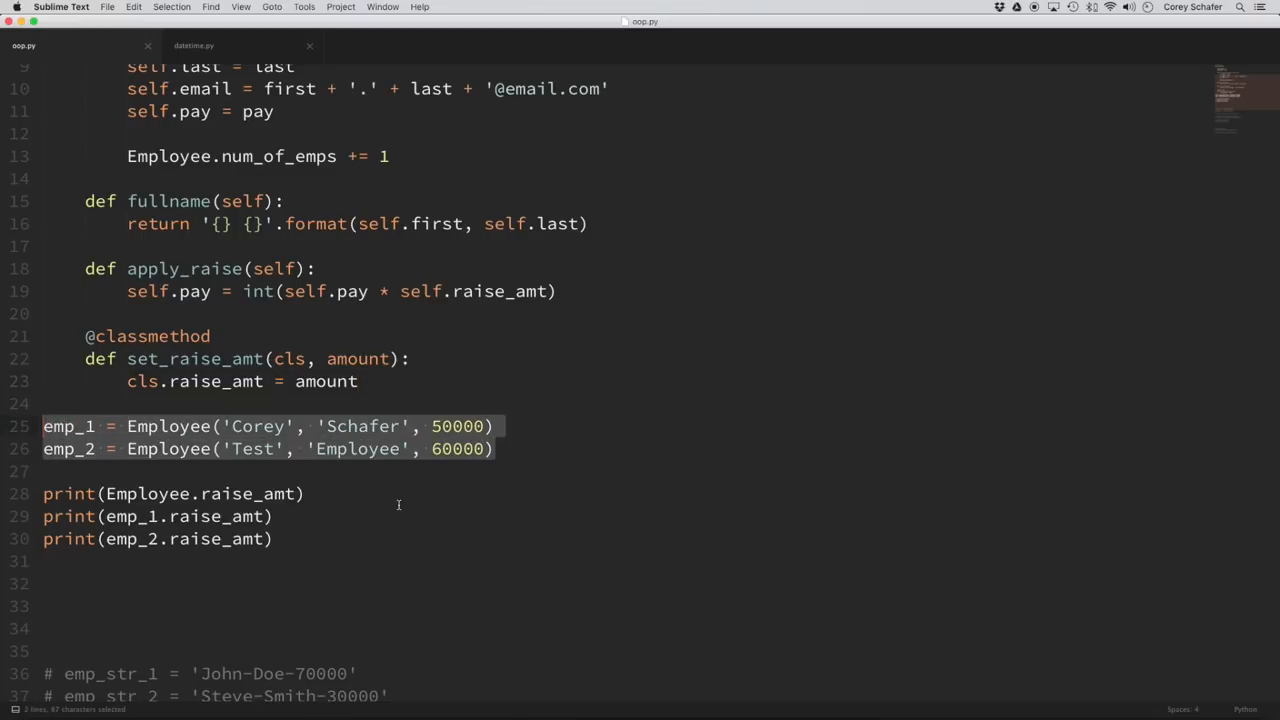 Sublime Text File Edit Selection Find View Goto Tools Project Window Help Corey Schafer
oop.py
oop.py datetime.py
9 self.last = last
10 self.email = first + '.' + last + '@email.com'
11 self.pay = pay
12
13 Employee.num_of_emps += 1
14
15 def fullname(self):
16 return '{} {}'.format(self.first, self.last)
17
18 def apply_raise(self):
19 self.pay = int(self.pay * self.raise_amt)
20
21 @classmethod
22 def set_raise_amt(cls, amount):
23 cls.raise_amt = amount
24
25 emp_1 = Employee('Corey', 'Schafer', 50000)
26 emp_2 = Employee('Test', 'Employee', 60000)
27
28 print(Employee.raise_amt)
29 print(emp_1.raise_amt)
30 print(emp_2.raise_amt)
31
32
33
34
35
36 # emp_str_1 = 'John-Doe-70000'
37 # emp_str_2 = 'Steve-Smith-30000'
2 lines, 87 characters selected Spaces: 4 Python